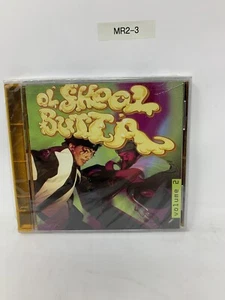 MR2-3
OL' SKOOL
BUTTA
volume 2